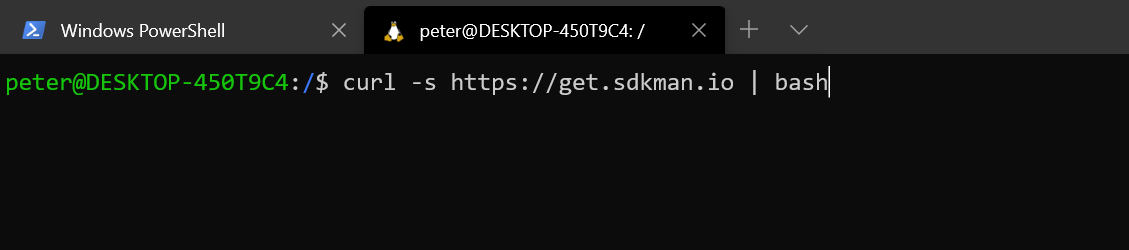 Windows PowerShell
peter@DESKTOP-450T9C4: /
peter@DESKTOP-450T9C4:/$ curl -s https://get.sdkman.io | bash